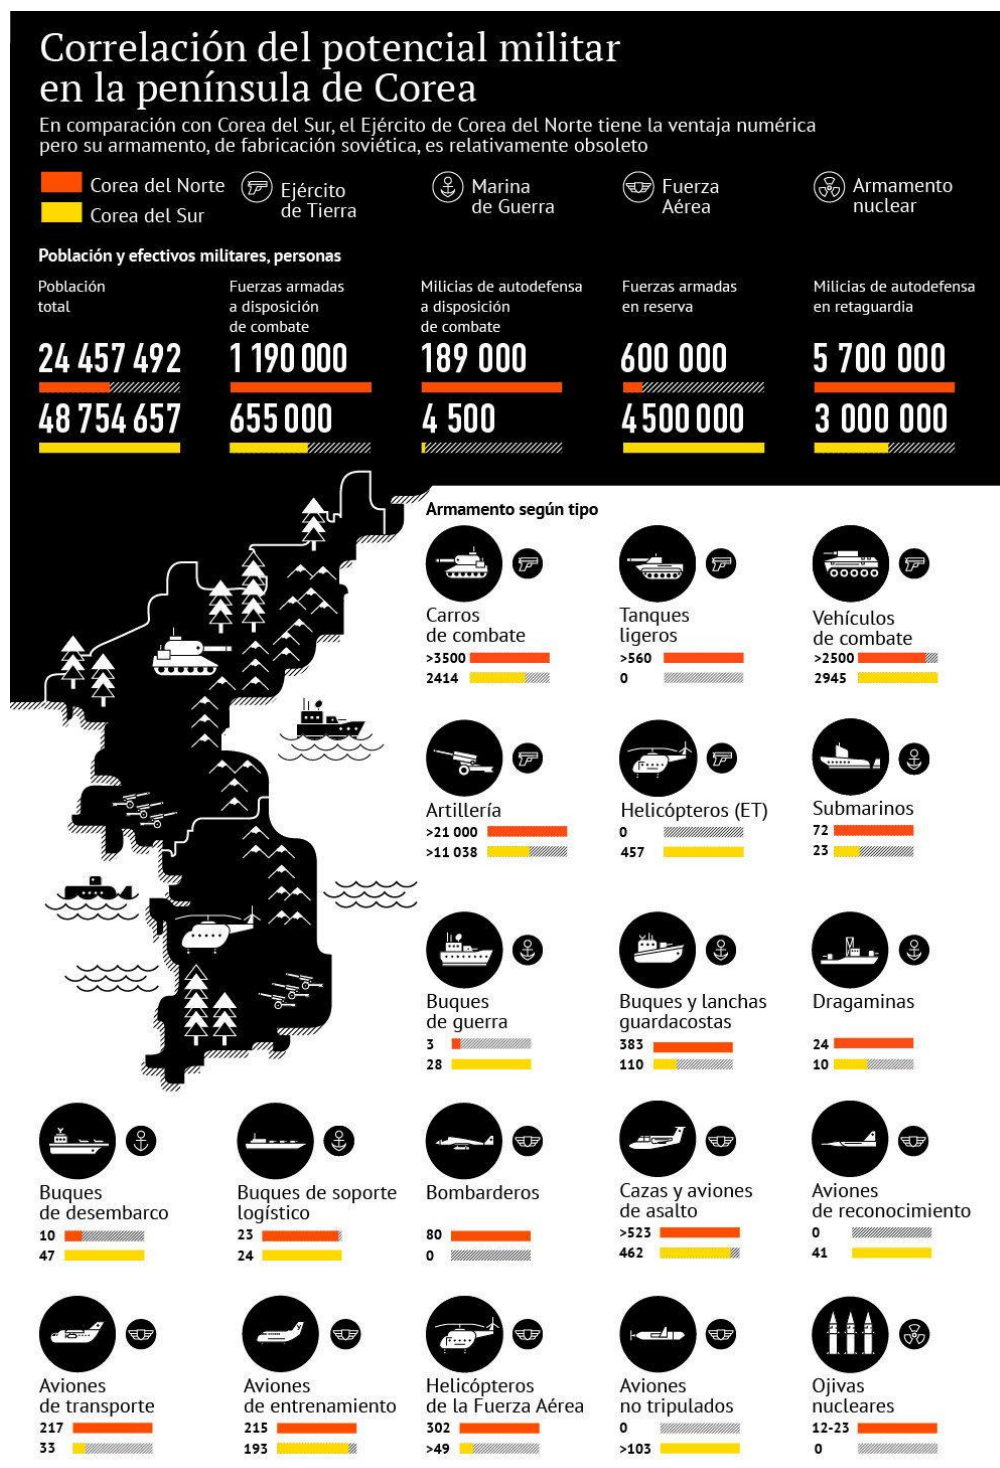 Correlación del potencial militar
en la península de Corea
En comparación con Corea del Sur, el Ejército de Corea del Norte tiene la ventaja numérica
pero su armamento, de fabricación soviética, es relativamente obsoleto
Corea del Norte
Corea del Sur
Ejército
de Tierra
Marina
de Guerra
Fuerza
Aérea
Armamento
nuclear
Población y efectivos militares, personas
Población
total
24 457 492
48 754 657
Fuerzas armadas
a disposición
de combate
1 190 000
655 000
Milicias de autodefensa
a disposición
de combate
189 000
4 500
Fuerzas armadas
en reserva
600 000
4 500 000
Milicias de autodefensa
en retaguardia
5 700 000
3 000 000
Armamento según tipo
Carros
de combate
>3500
2414
Tanques
ligeros
>560
0
Vehículos
de combate
>2500
2945
Artillería
>21 000
>11 038
Helicópteros (ET)
0
457
Submarinos
72
23
Buques
de guerra
3
28
Buques y lanchas
guardacostas
383
110
Dragaminas
24
10
Buques
de desembarco
10
47
Buques de soporte
logístico
23
24
Bombarderos
80
0
Cazas y aviones
de asalto
>523
462
Aviones
de reconocimiento
0
41
Aviones
de transporte
217
33
Aviones
de entrenamiento
215
193
Helicópteros
de la Fuerza Aérea
302
>49
Aviones
no tripulados
0
>103
Ojivas
nucleares
12-23
0